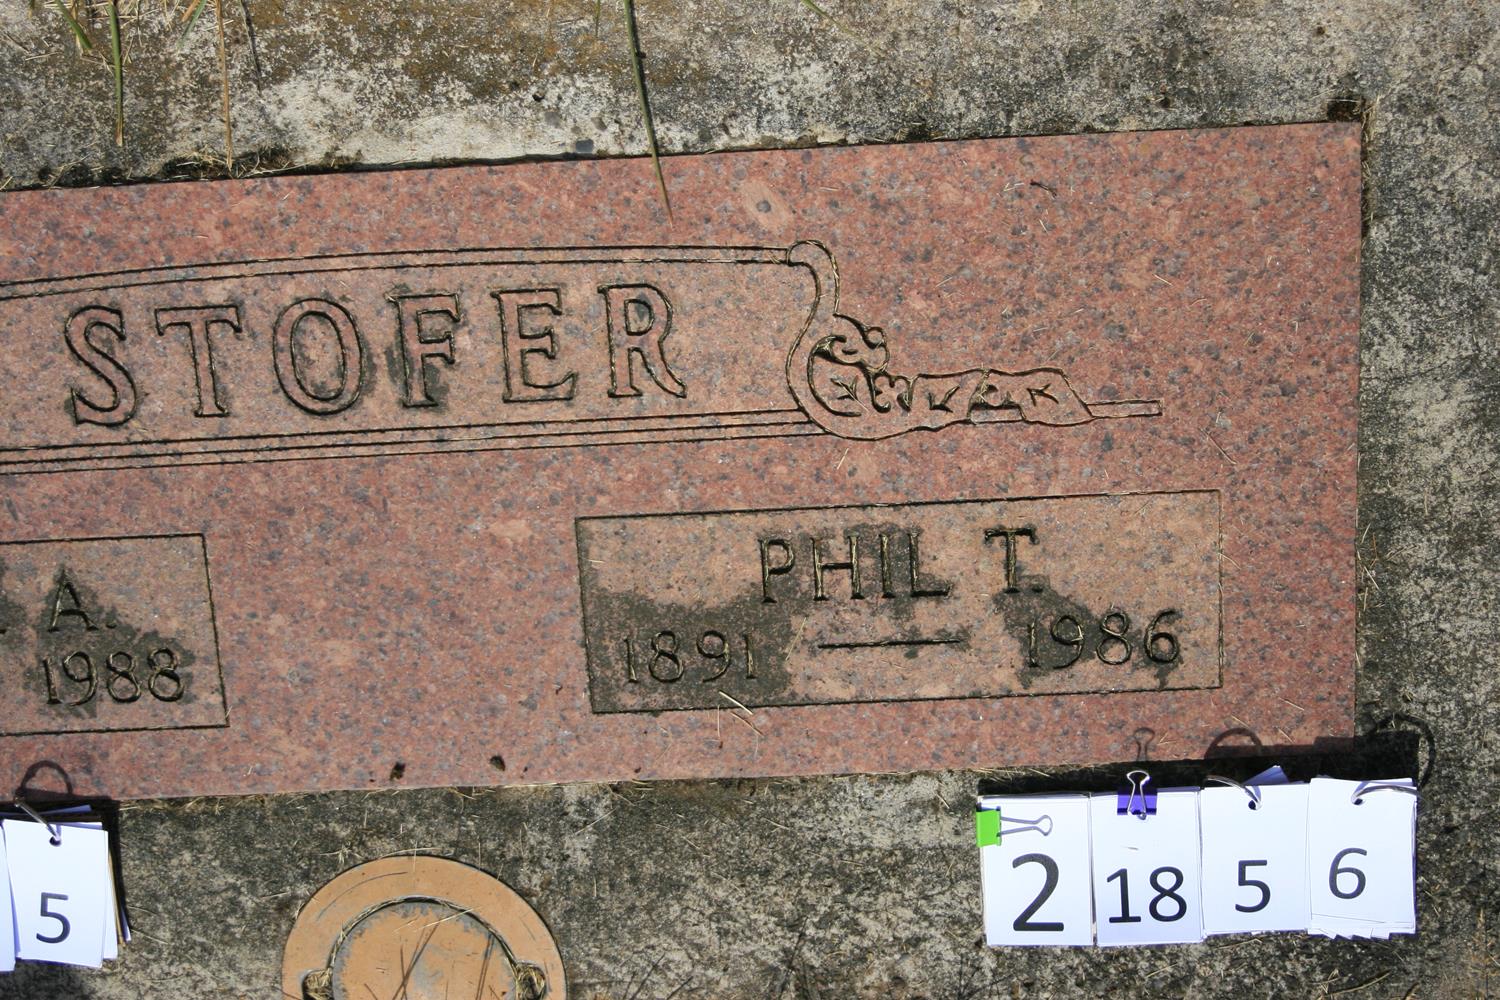 STOFER
A.
1988
PHIL T.
1891 — 1986
5
2 18 5 6